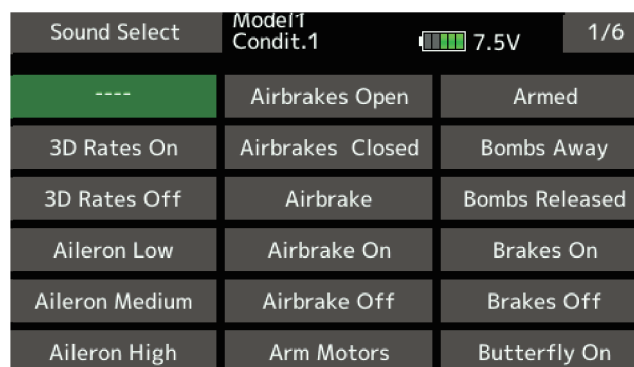 Sound Select
Model1
Condit.1
7.5V
1/6
----
Airbrakes Open
Armed
3D Rates On
Airbrakes Closed
Bombs Away
3D Rates Off
Airbrake
Bombs Released
Aileron Low
Airbrake On
Brakes On
Aileron Medium
Airbrake Off
Brakes Off
Aileron High
Arm Motors
Butterfly On